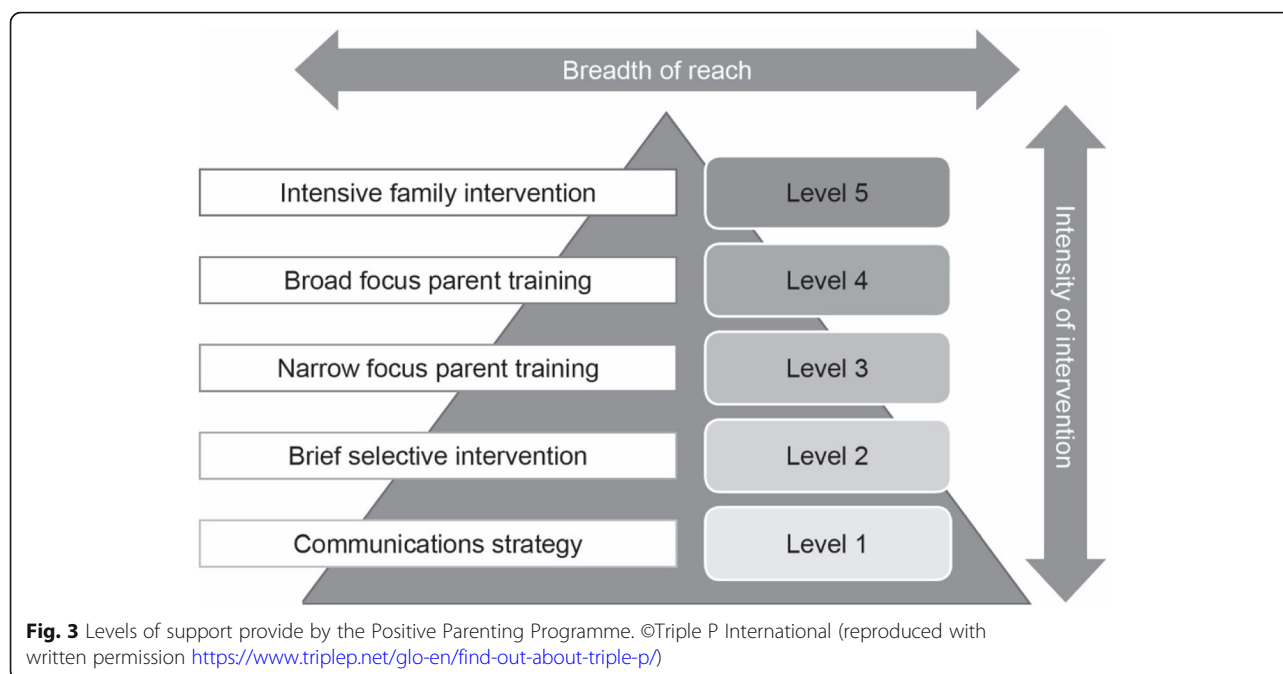 Breadth of reach
Intensive family intervention
Level 5
Broad focus parent training
Level 4
Narrow focus parent training
Level 3
Brief selective intervention
Level 2
Communications strategy
Level 1
Intensity of intervention
Fig. 3 Levels of support provide by the Positive Parenting Programme. ©Triple P International (reproduced with
written permission https://www.triplep.net/glo-en/find-out-about-triple-p/)